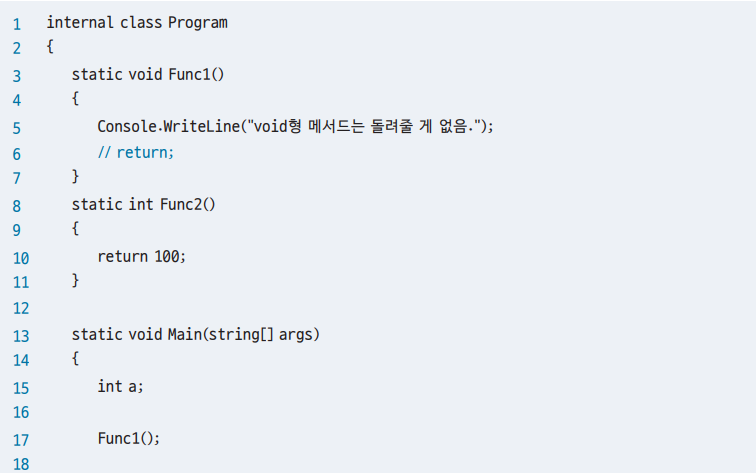 1 internal class Program
2 {
3 static void Func1()
4 {
5 Console.WriteLine("void형 메서드는 돌려줄 게 없음.");
6 // return;
7 }
8 static int Func2()
9 {
10 return 100;
11 }
12
13 static void Main(string[] args)
14 {
15 int a;
16
17 Func1();
18